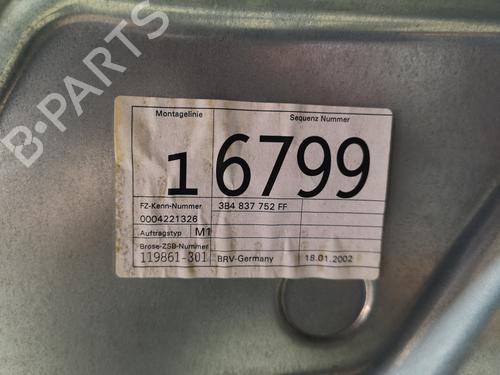 B-PARTS
Montagelinie Sequenz Nummer
1 6799
FZ-Kenn-Nummer 3B4 837 752 FF
0004221326
Auftragstyp M1
Brose-ZSB-Nummer
119861-301 BRV-Germany 18.01.2002